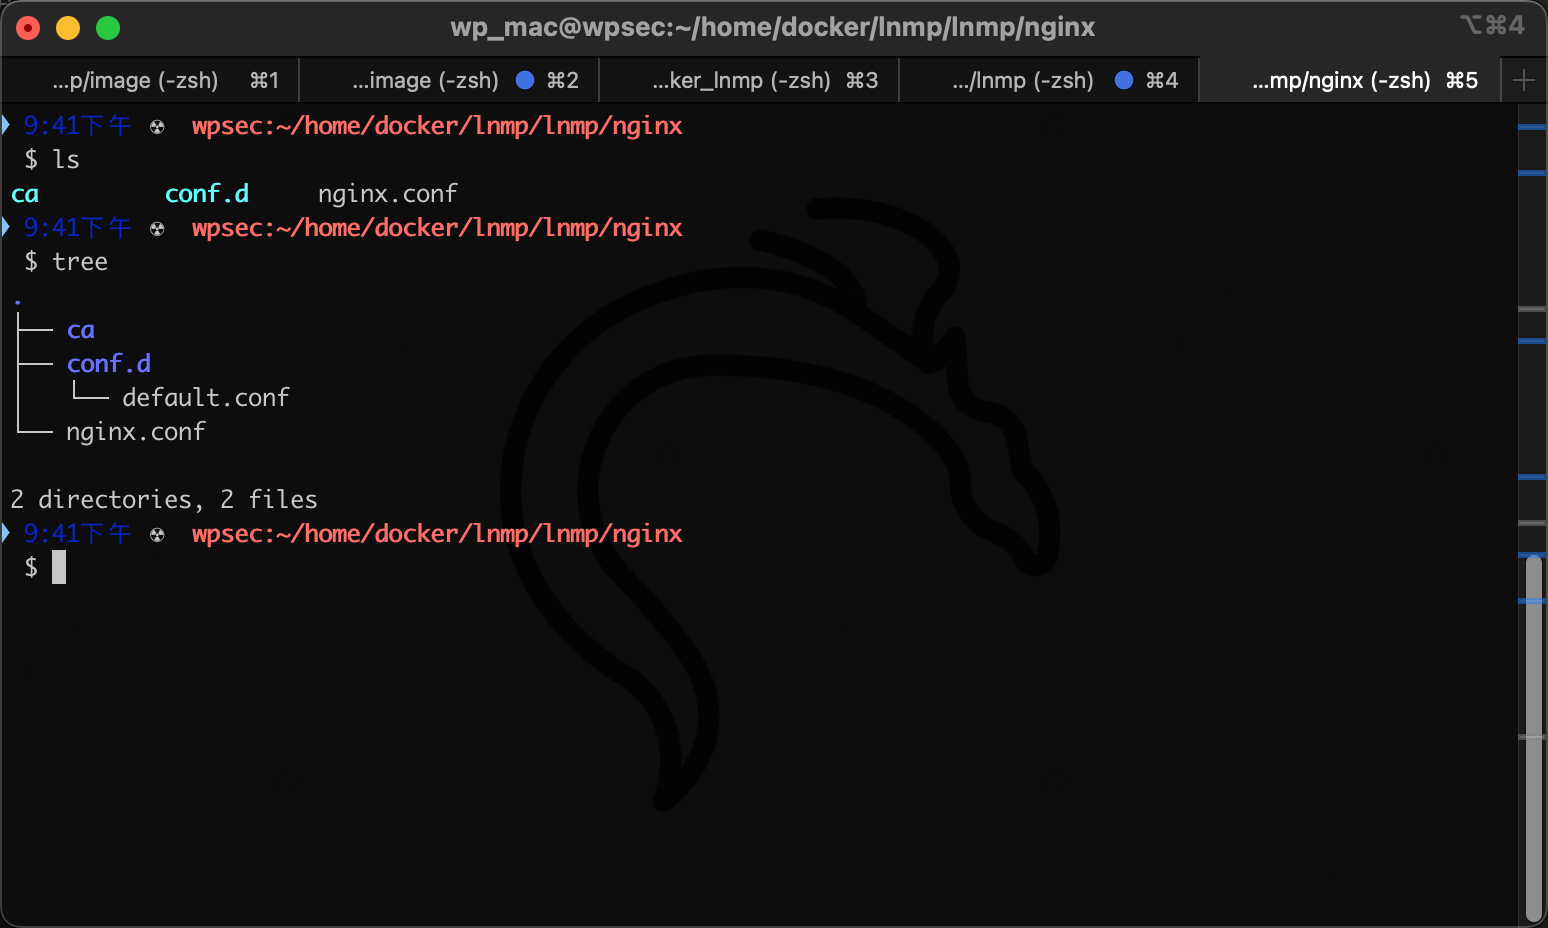 wp_mac@wpsec:~/home/docker/lnmp/lnmp/nginx ⌥⌘4
...p/image (-zsh) ⌘1 ...image (-zsh) ⌘2 ...ker_lnmp (-zsh) ⌘3 .../lnmp (-zsh) ⌘4 ...mp/nginx (-zsh) ⌘5
9:41下午 ☢ wpsec:~/home/docker/lnmp/lnmp/nginx
$ ls
ca conf.d nginx.conf
9:41下午 ☢ wpsec:~/home/docker/lnmp/lnmp/nginx
$ tree
.
├── ca
├── conf.d
│   └── default.conf
└── nginx.conf
2 directories, 2 files
9:41下午 ☢ wpsec:~/home/docker/lnmp/lnmp/nginx
$